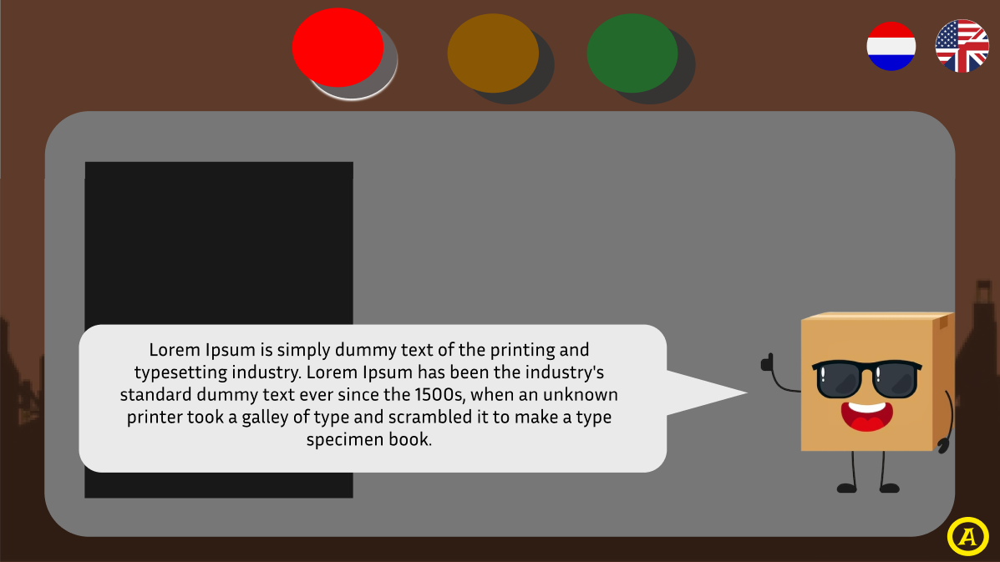 Lorem Ipsum is simply dummy text of the printing and
typesetting industry. Lorem Ipsum has been the industry's
standard dummy text ever since the 1500s, when an unknown
printer took a galley of type and scrambled it to make a type
specimen book.
A